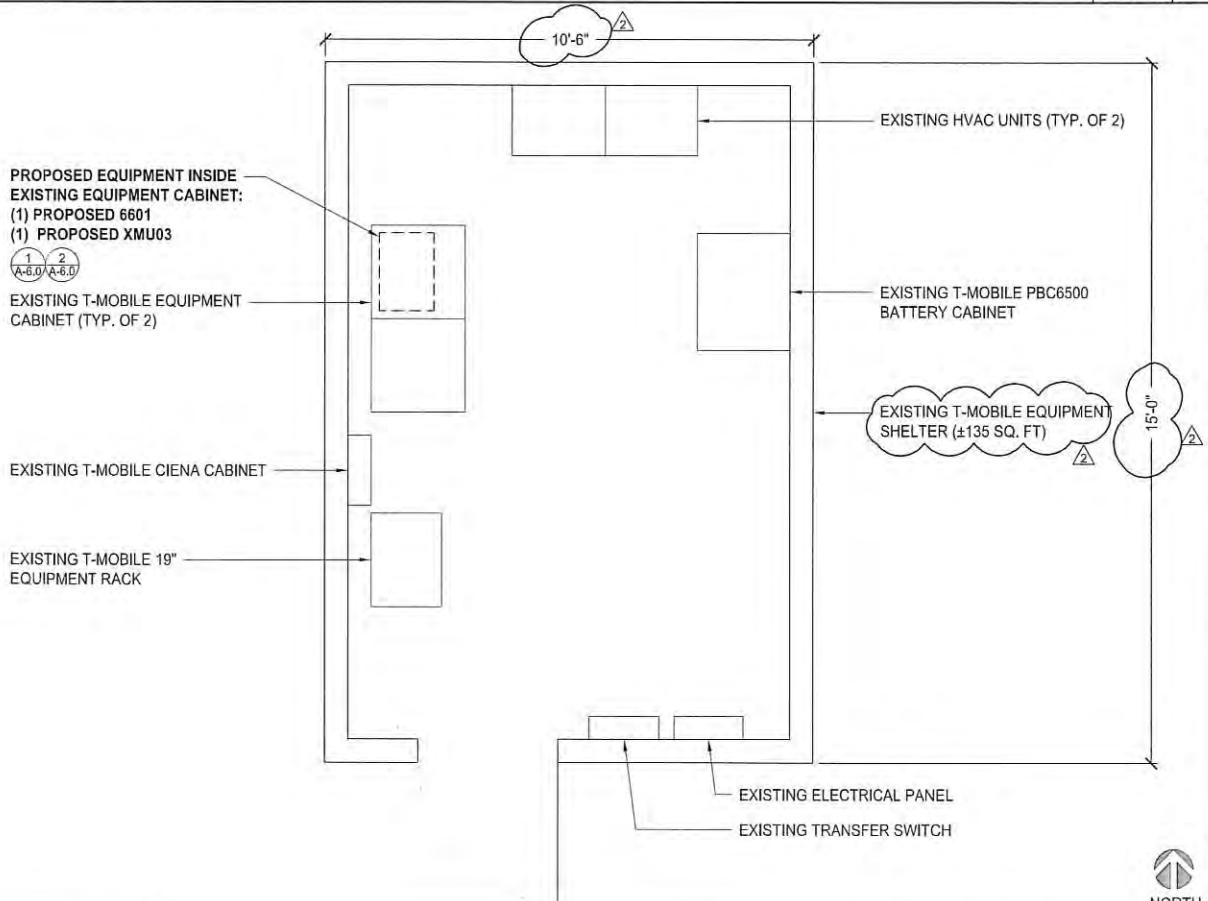 10'-6"
2
EXISTING HVAC UNITS (TYP. OF 2)
PROPOSED EQUIPMENT INSIDE
EXISTING EQUIPMENT CABINET:
(1) PROPOSED 6601
(1) PROPOSED XMU03
1 2
A-6.0 A-6.0
EXISTING T-MOBILE EQUIPMENT
CABINET (TYP. OF 2)
EXISTING T-MOBILE PBC6500
BATTERY CABINET
EXISTING T-MOBILE EQUIPMENT
SHELTER (±135 SQ. FT)
2
15'-0"
2
EXISTING T-MOBILE CIENA CABINET
EXISTING T-MOBILE 19"
EQUIPMENT RACK
EXISTING ELECTRICAL PANEL
EXISTING TRANSFER SWITCH
NORTH